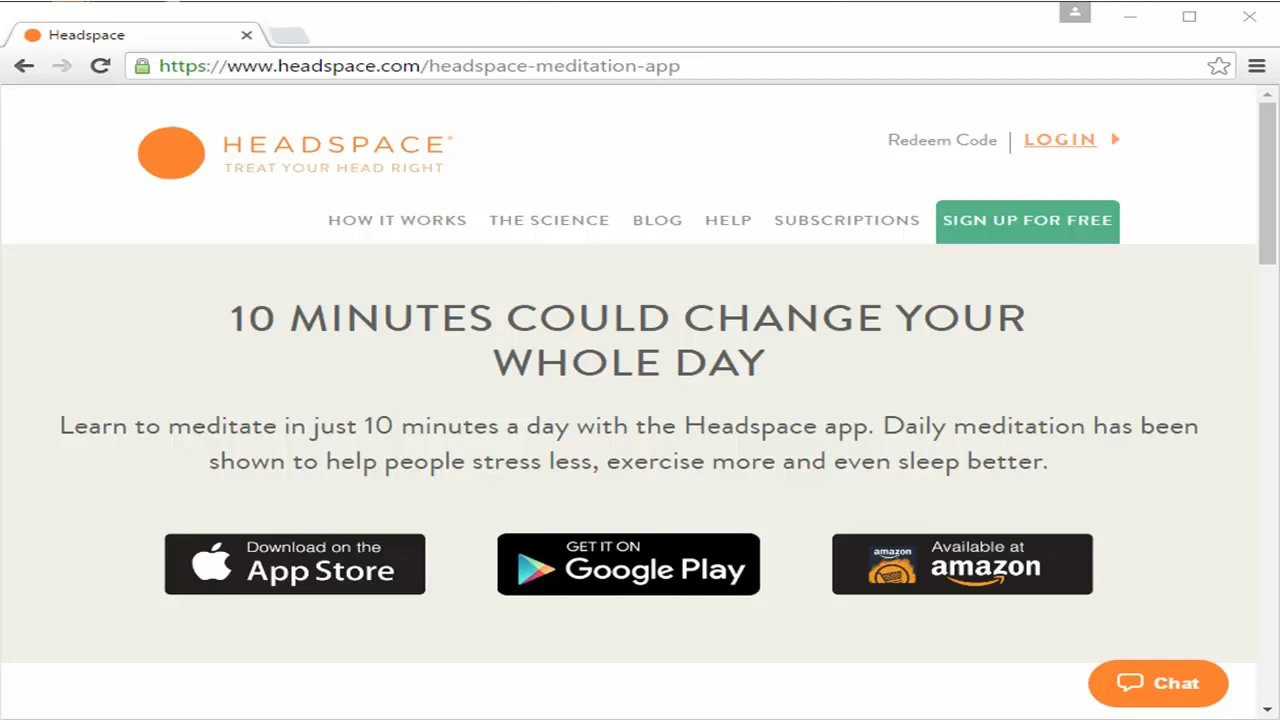 Headspace
https://www.headspace.com/headspace-meditation-app
HEADSPACE®
TREAT YOUR HEAD RIGHT
Redeem Code | LOGIN
HOW IT WORKS THE SCIENCE BLOG HELP SUBSCRIPTIONS SIGN UP FOR FREE
10 MINUTES COULD CHANGE YOUR
WHOLE DAY
Learn to meditate in just 10 minutes a day with the Headspace app. Daily meditation has been
shown to help people stress less, exercise more and even sleep better.
Download on the
App Store
GET IT ON
Google Play
amazon
Available at
amazon
Chat